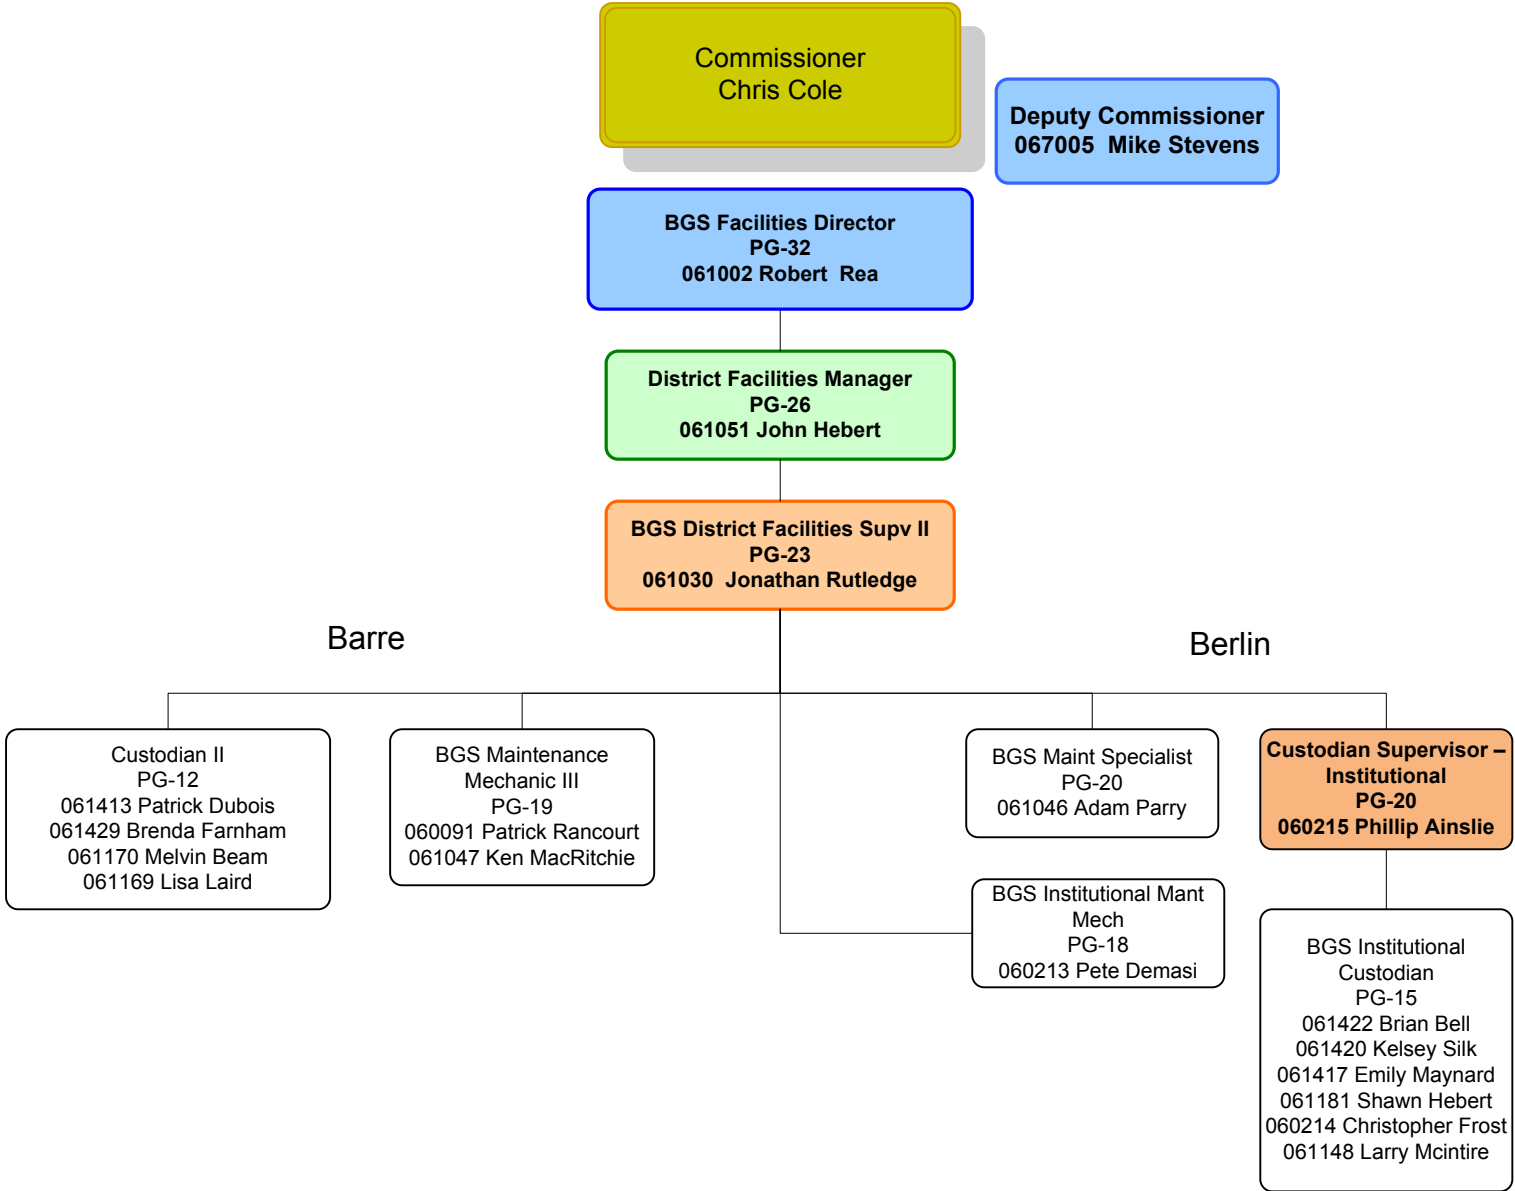 Commissioner
Chris Cole
Deputy Commissioner
067005  Mike Stevens
BGS Facilities Director
PG-32
061002 Robert  Rea
District Facilities Manager
PG-26
061051 John Hebert
BGS District Facilities Supv II
PG-23
061030  Jonathan Rutledge
Barre
Berlin
Custodian II
PG-12
061413 Patrick Dubois
061429 Brenda Farnham
061170 Melvin Beam
061169 Lisa Laird
BGS Maintenance
Mechanic III
PG-19
060091 Patrick Rancourt
061047 Ken MacRitchie
BGS Maint Specialist
PG-20
061046 Adam Parry
Custodian Supervisor –
Institutional
PG-20
060215 Phillip Ainslie
BGS Institutional Mant
Mech
PG-18
060213 Pete Demasi
BGS Institutional
Custodian
PG-15
061422 Brian Bell
061420 Kelsey Silk
061417 Emily Maynard
061181 Shawn Hebert
060214 Christopher Frost
061148 Larry Mcintire